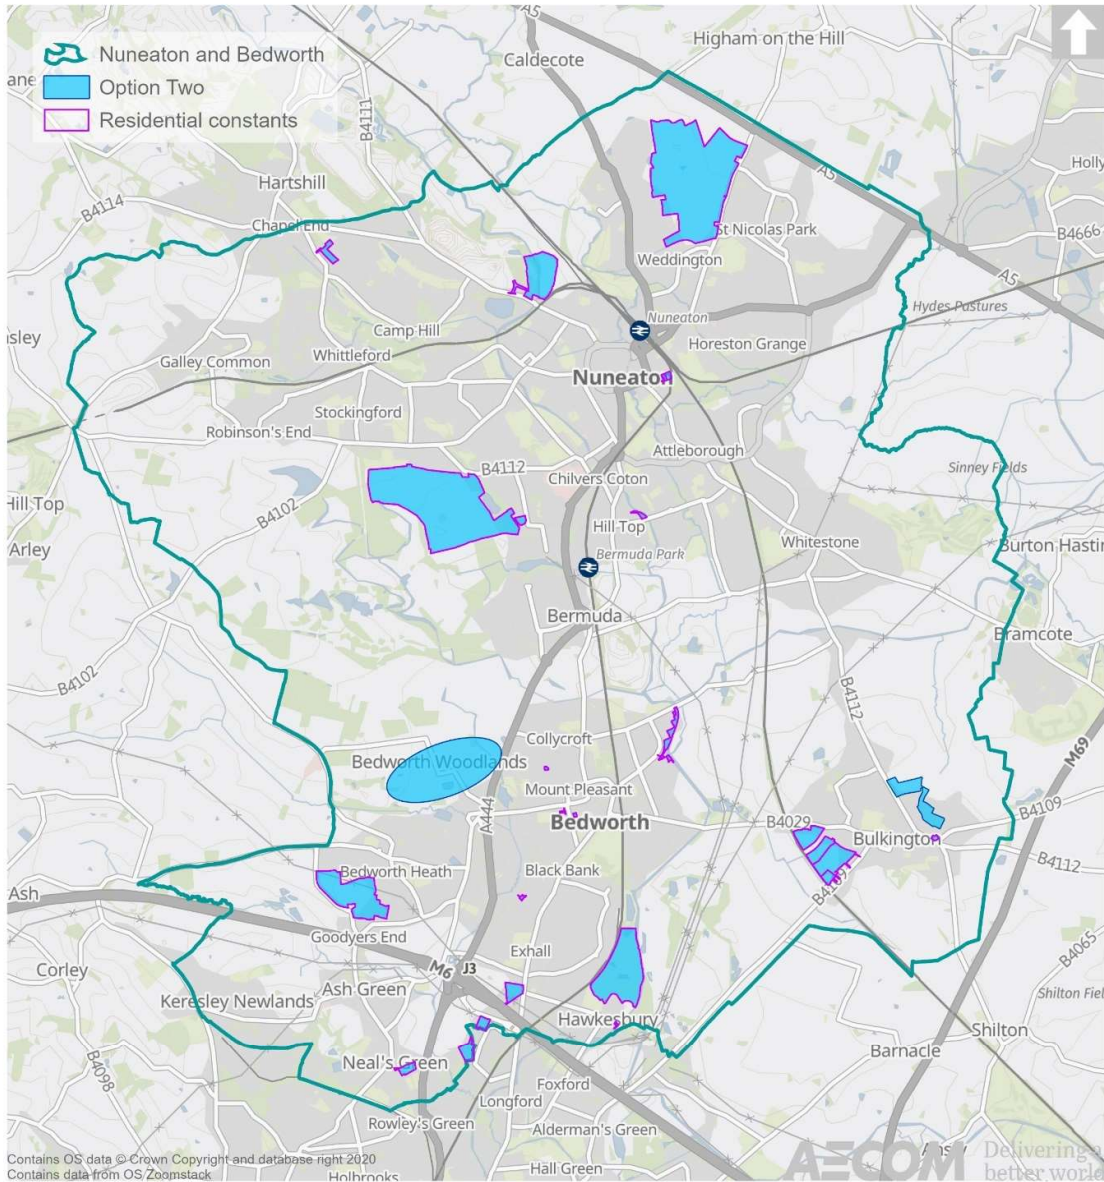 Nuneaton and Bedworth
Option Two
Residential constants
A5
Higham on the Hill
Caldecote
B4111
Hartshill
B4114
Chapel End
A5
Holly
St Nicolas Park
B4666
Weddington
A5
Hydes Pastures
Nuneaton
Camp Hill
Horeston Grange
Whittleford
Galley Common
Nuneaton
Stockingford
Robinson's End
Attleborough
B4112
Chilvers Coton
Sinney Fields
Hill Top
B4102
Hill Top
Whitestone
Arley
Burton Hastin
Bermuda Park
Bermuda
Bramcote
B4102
B4112
Collycroft
M69
Bedworth Woodlands
Mount Pleasant
A444
B4109
Bedworth
B4029
Bulkington
B4112
Black Bank
Bedworth Heath
Ash
B4109
Goodyers End
Exhall
B4065
Corley
M6
J3
Ash Green
Shilton Fiel
Keresley Newlands
Hawkesbury
Shilton
Barnacle
Neal's Green
B4098
Foxford
Longford
Rowley's Green
Alderman's Green
Contains OS data © Crown Copyright and database right 2020
Contains data from OS Zoomstack
Hall Green
Holbrooks
AECOM
Delivering a
better world